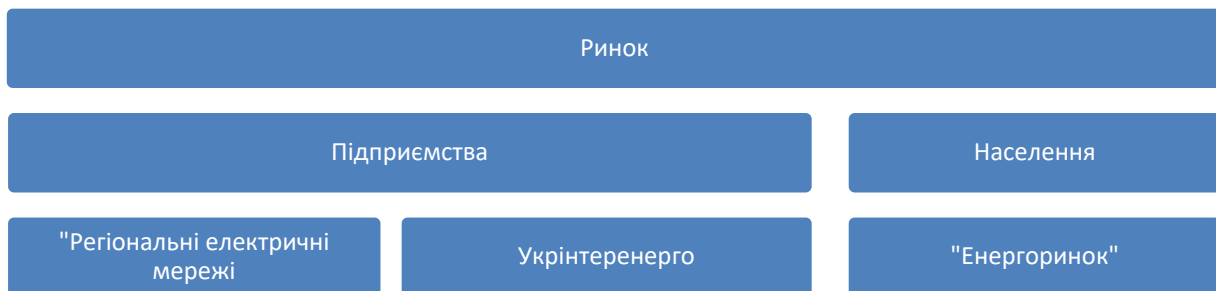 Ринок
Підприємства
Населення
"Регіональні електричні
мережі
Укрінтеренерго
"Енергоринок"